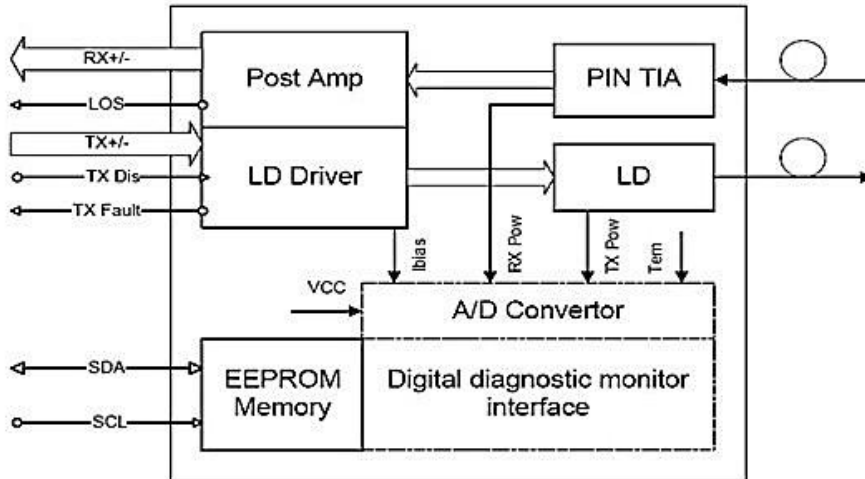 RX+/-
Post Amp
PIN TIA
LOS
TX+/-
LD Driver
LD
TX Dis
TX Fault
Ibias
RX Pow
TX Pow
Tem
VCC
A/D Convertor
SDA
EEPROM
Memory
Digital diagnostic monitor
interface
SCL